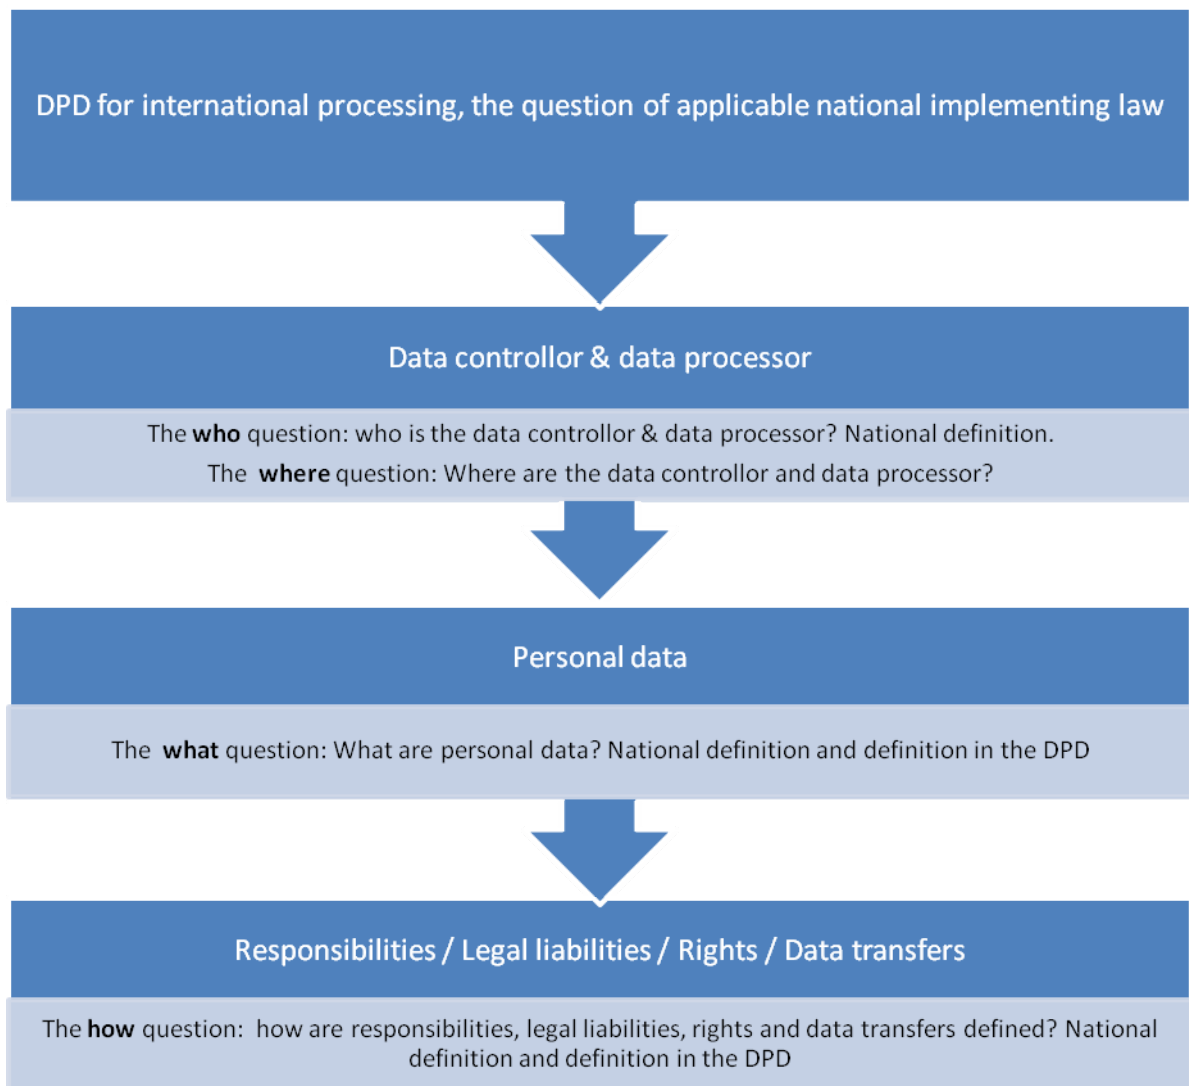 DPD for international processing, the question of applicable national implementing law
Data controllor & data processor
The who question: who is the data controllor & data processor? National definition.
The where question: Where are the data controllor and data processor?
Personal data
The what question: What are personal data? National definition and definition in the DPD
Responsibilities / Legal liabilities / Rights / Data transfers
The how question: how are responsibilities, legal liabilities, rights and data transfers defined? National
definition and definition in the DPD